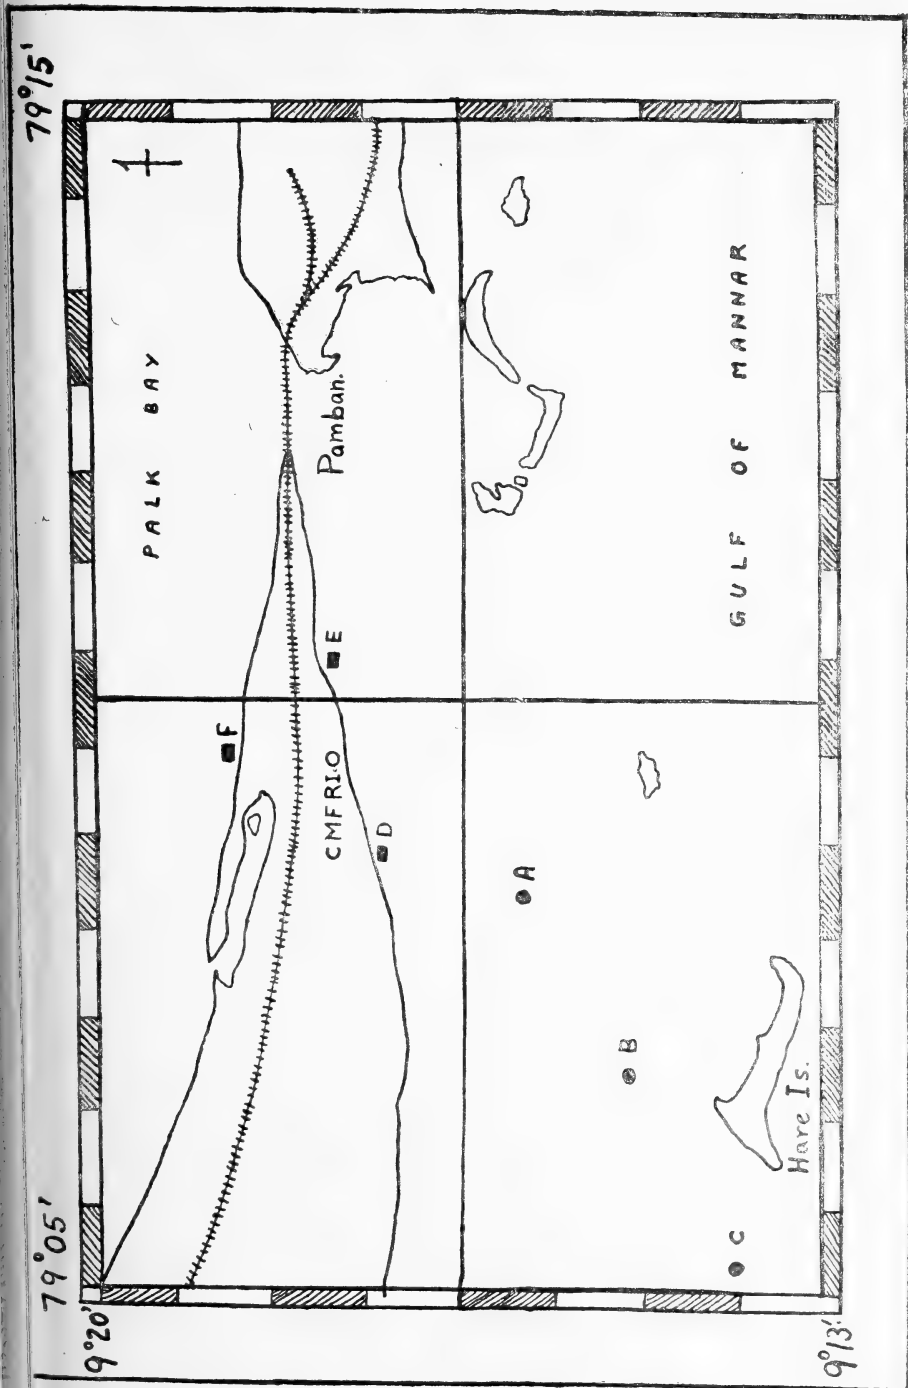 79°05'
79°15'
9°20'
PALK BAY
F
Pamban.
CMFRI.O
E
D
A
B
C
Hare Is.
GULF OF MANNAR
9°13'